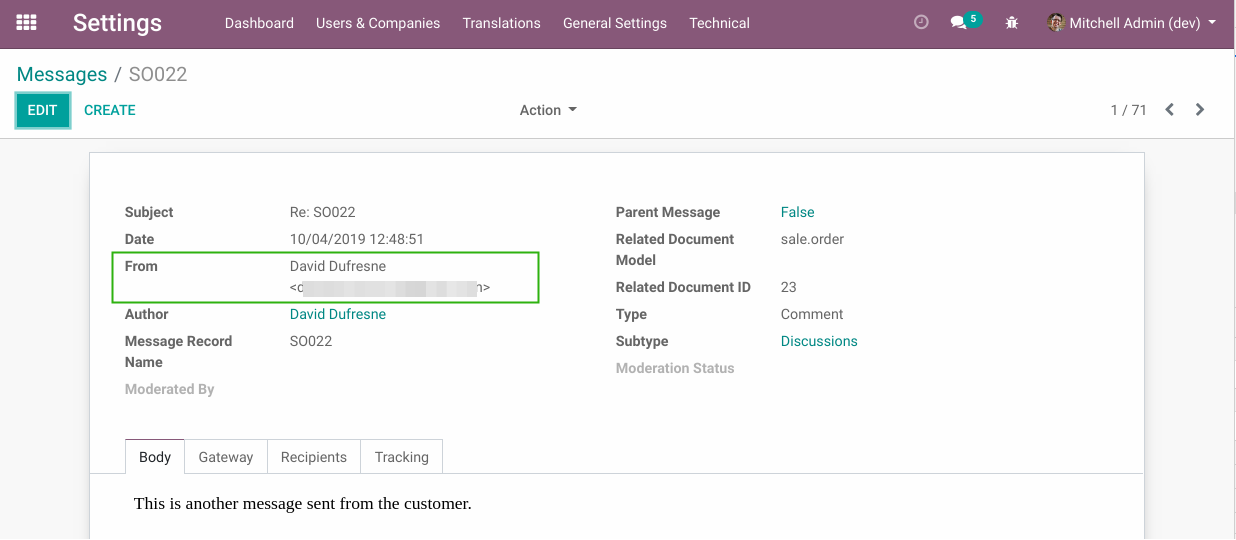 Settings
Dashboard Users & Companies Translations General Settings Technical
5
Mitchell Admin (dev)
Messages / SO022
EDIT CREATE
Action
1 / 71
Subject Re: SO022
Date 10/04/2019 12:48:51
From David Dufresne
Author David Dufresne
Message Record SO022
Name
Moderated By
Parent Message False
Related Document sale.order
Model
Related Document ID 23
Type Comment
Subtype Discussions
Moderation Status
Body Gateway Recipients Tracking
This is another message sent from the customer.